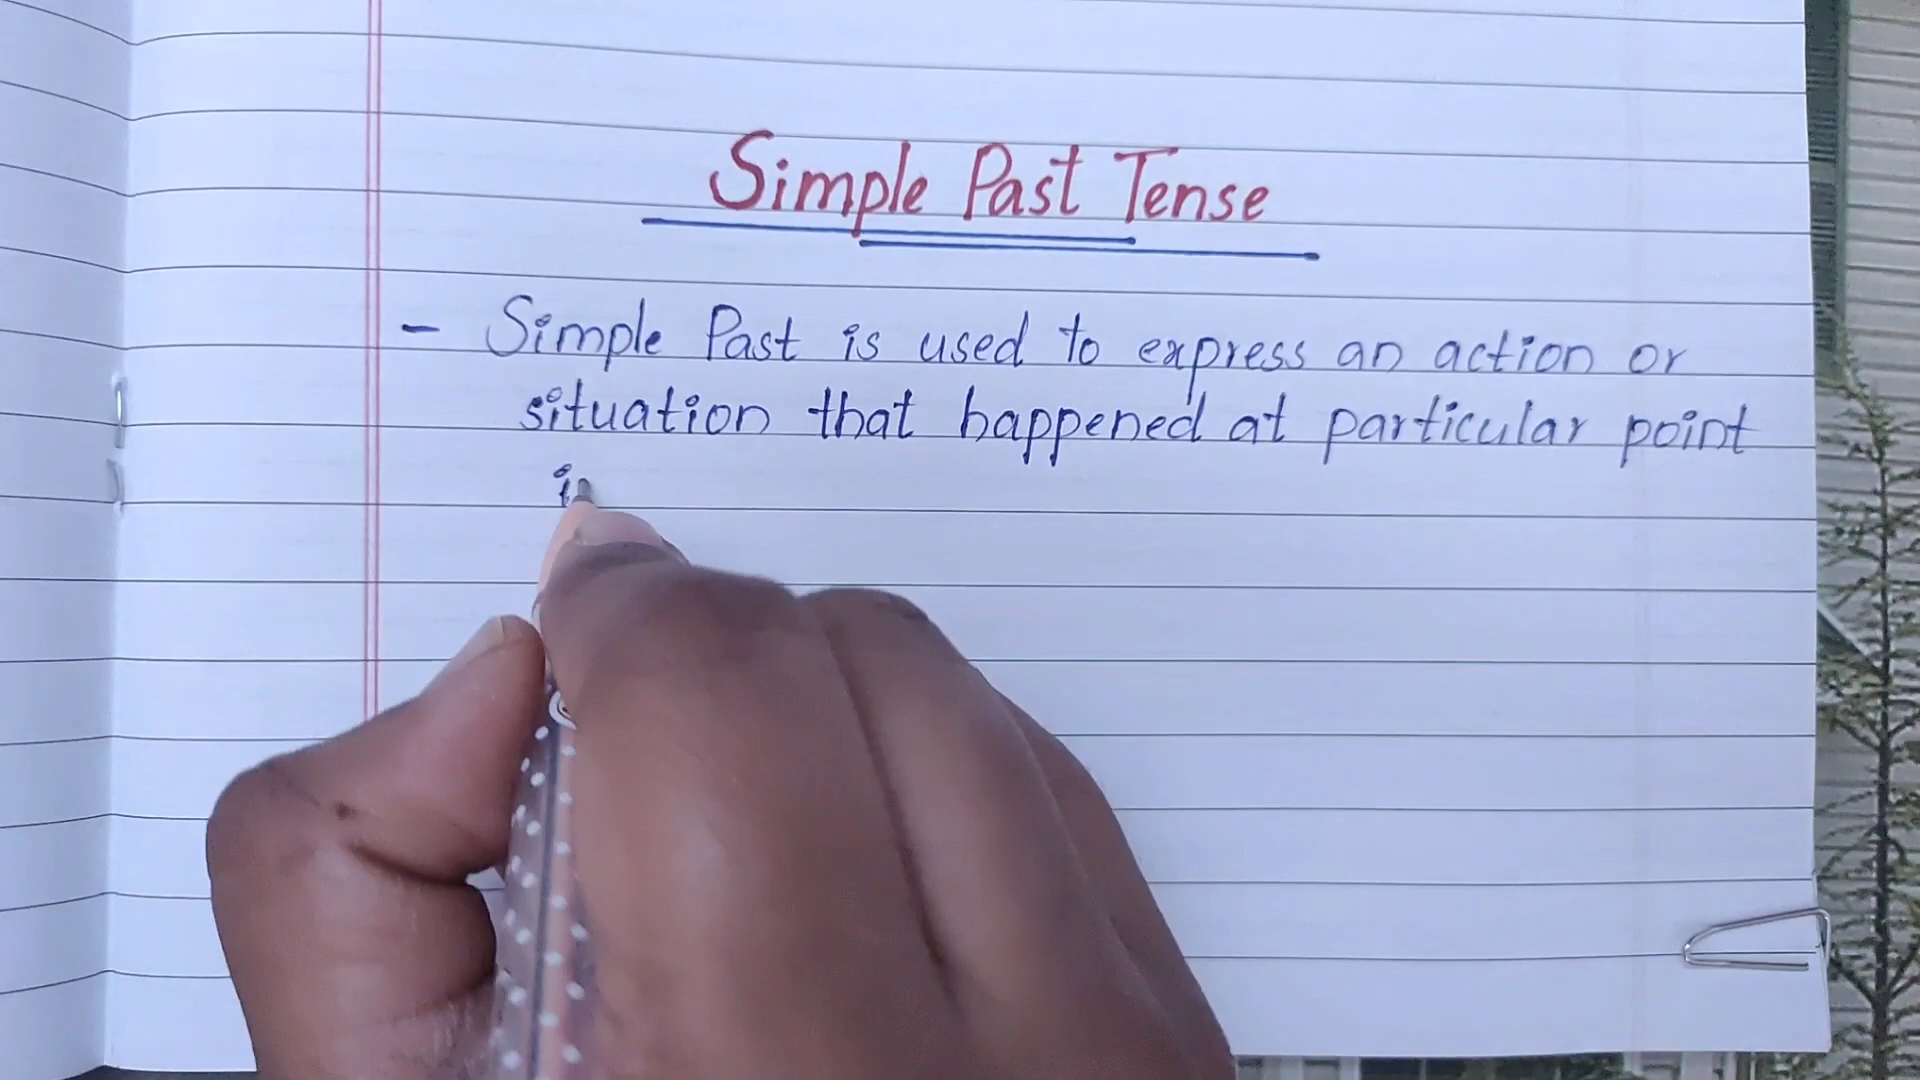 Simple Past Tense
- Simple Past is used to express an action or
situation that happened at particular point